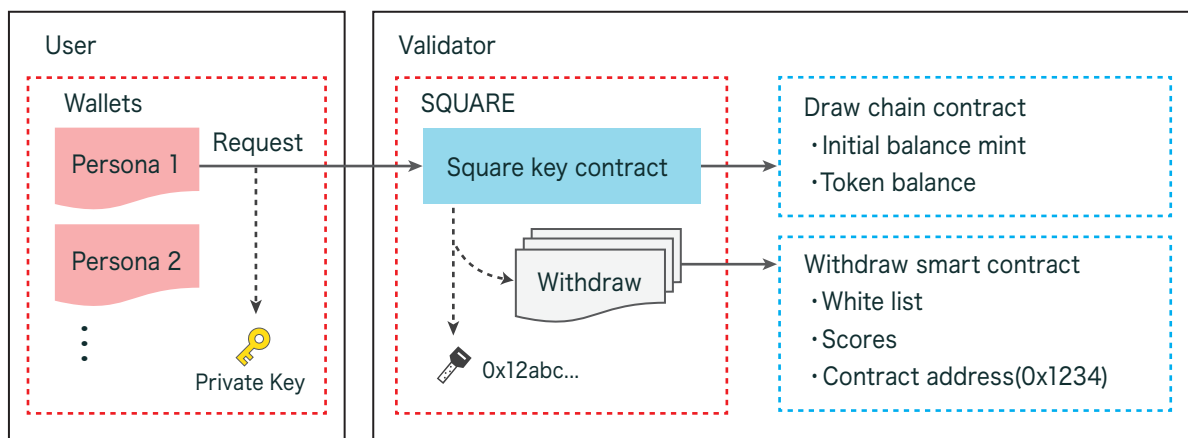 User
Wallets
Persona 1
Request
Persona 2
Private Key
Validator
SQUARE
Square key contract
Withdraw
0x12abc...
Draw chain contract
・Initial balance mint
・Token balance
Withdraw smart contract
・White list
・Scores
・Contract address(0x1234)